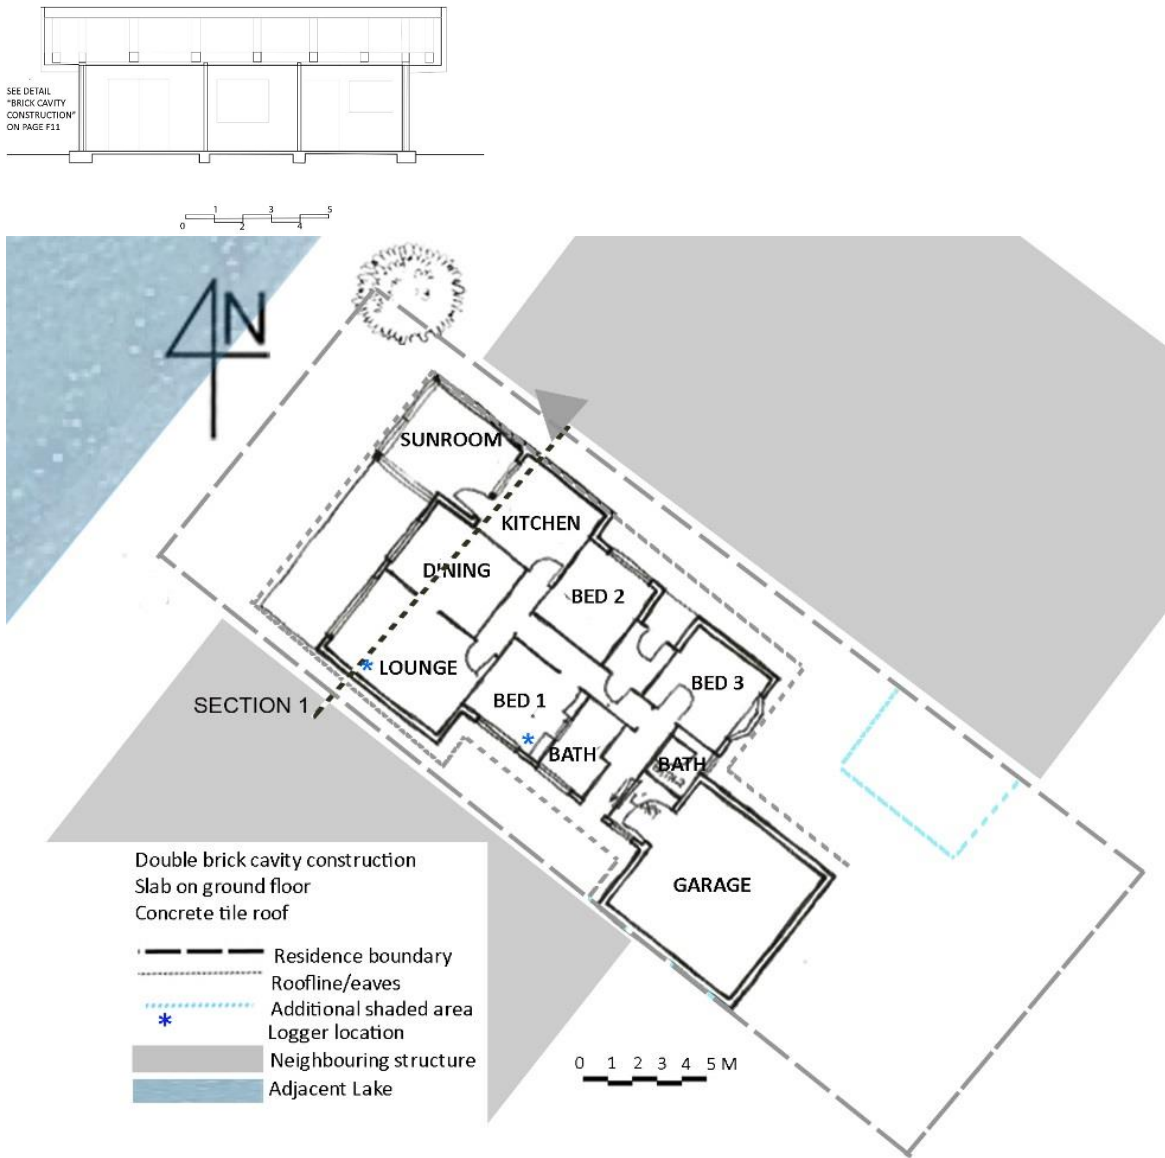 SEE DETAIL
"BRICK CAVITY
CONSTRUCTION"
ON PAGE F11
1 3 5
0 2 4
N
SUNROOM
KITCHEN
DINING
BED 2
LOUNGE
BED 3
SECTION 1
BED 1
BATH
BATH
GARAGE
Double brick cavity construction
Slab on ground floor
Concrete tile roof
Residence boundary
Roofline/eaves
Additional shaded area
* Logger location
Neighbouring structure
Adjacent Lake
0 1 2 3 4 5 M